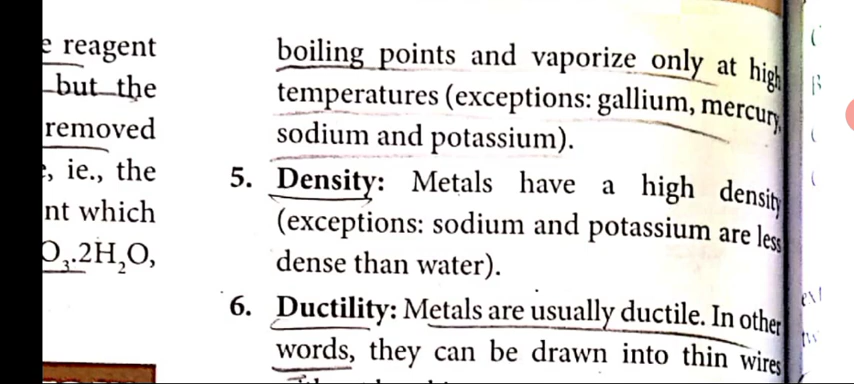 e reagent
but the
removed
, ie., the
nt which
O₃.2H₂O,
boiling points and vaporize only at high
temperatures (exceptions: gallium, mercury,
sodium and potassium).
5. Density: Metals have a high density
(exceptions: sodium and potassium are less
dense than water).
6. Ductility: Metals are usually ductile. In other
words, they can be drawn into thin wires